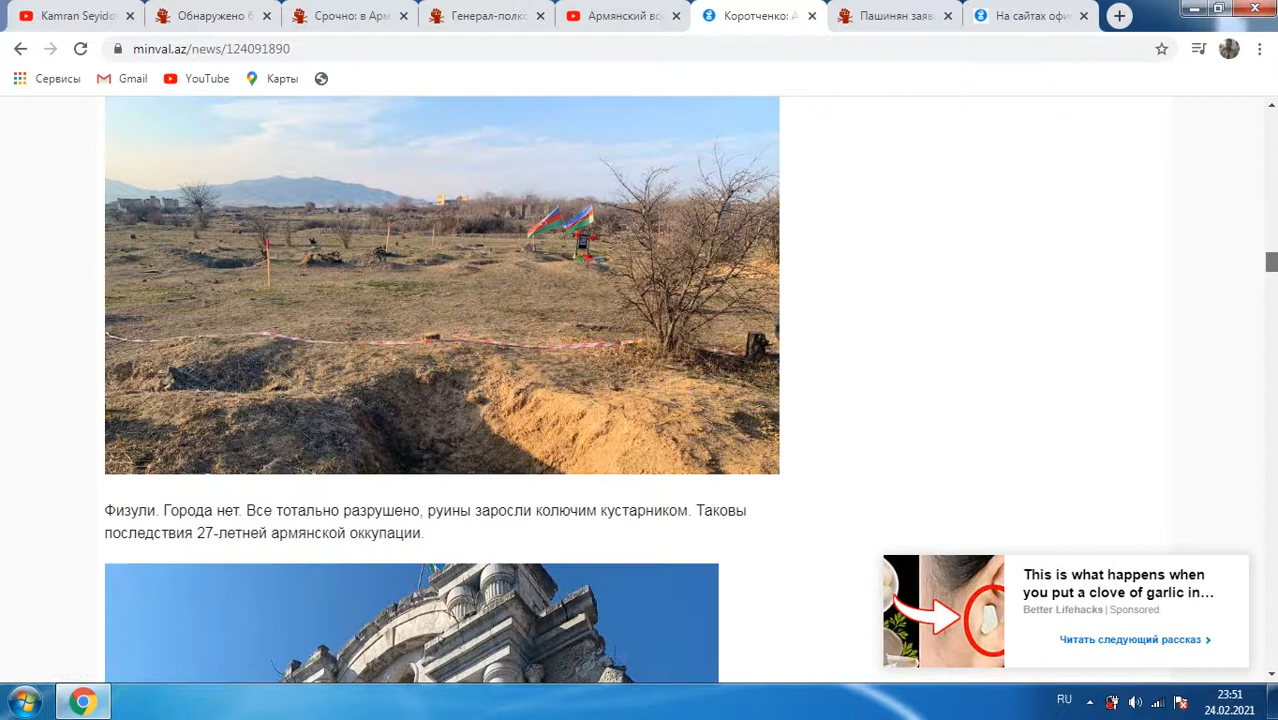 Kamran Seyido
Обнаружено б
Срочно: в Арм
Генерал-полко
Армянский во
Коротченко: А
Пашинян заяв
На сайтах офи
minval.az/news/124091890
Сервисы
Gmail
YouTube
Карты
Физули. Города нет. Все тотально разрушено, руины заросли колючим кустарником. Таковы
последствия 27-летней армянской оккупации.
This is what happens when
you put a clove of garlic in…
Better Lifehacks | Sponsored
Читать следующий рассказ
RU
23:51
24.02.2021